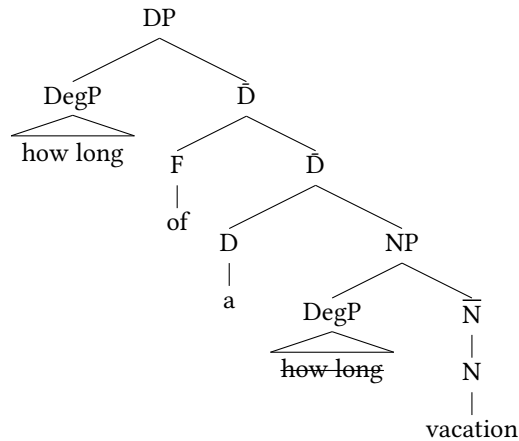 DP
DegP D̄
how long F D̄
of D NP
a DegP N̄
how long N
vacation